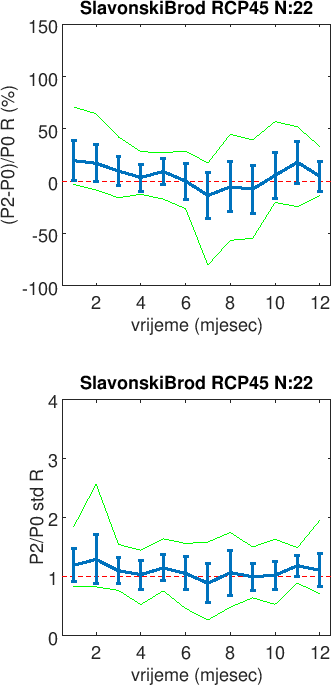 SlavonskiBrod RCP45 N:22
(P2-P0)/P0 R (%)
150
100
50
0
-50
-100
2 4 6 8 10 12
vrijeme (mjesec)
SlavonskiBrod RCP45 N:22
P2/P0 std R
4
3
2
1
0
2 4 6 8 10 12
vrijeme (mjesec)